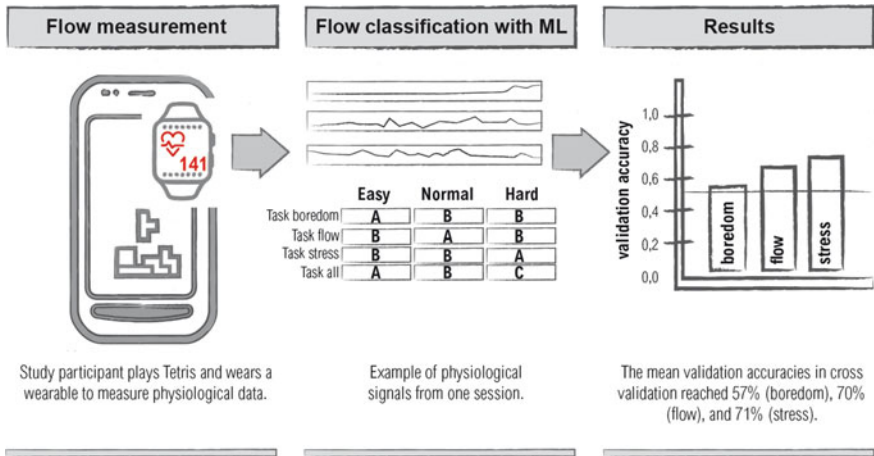 Flow measurement
Flow classification with ML
Results
141
Easy Normal Hard
Task boredom A B B
Task flow B A B
Task stress B B A
Task all A B C
validation accuracy
1,0
0,8
0,6
0,4
0,2
0,0
boredom
flow
stress
Study participant plays Tetris and wears a
wearable to measure physiological data.
Example of physiological
signals from one session.
The mean validation accuracies in cross
validation reached 57% (boredom), 70%
(flow), and 71% (stress).